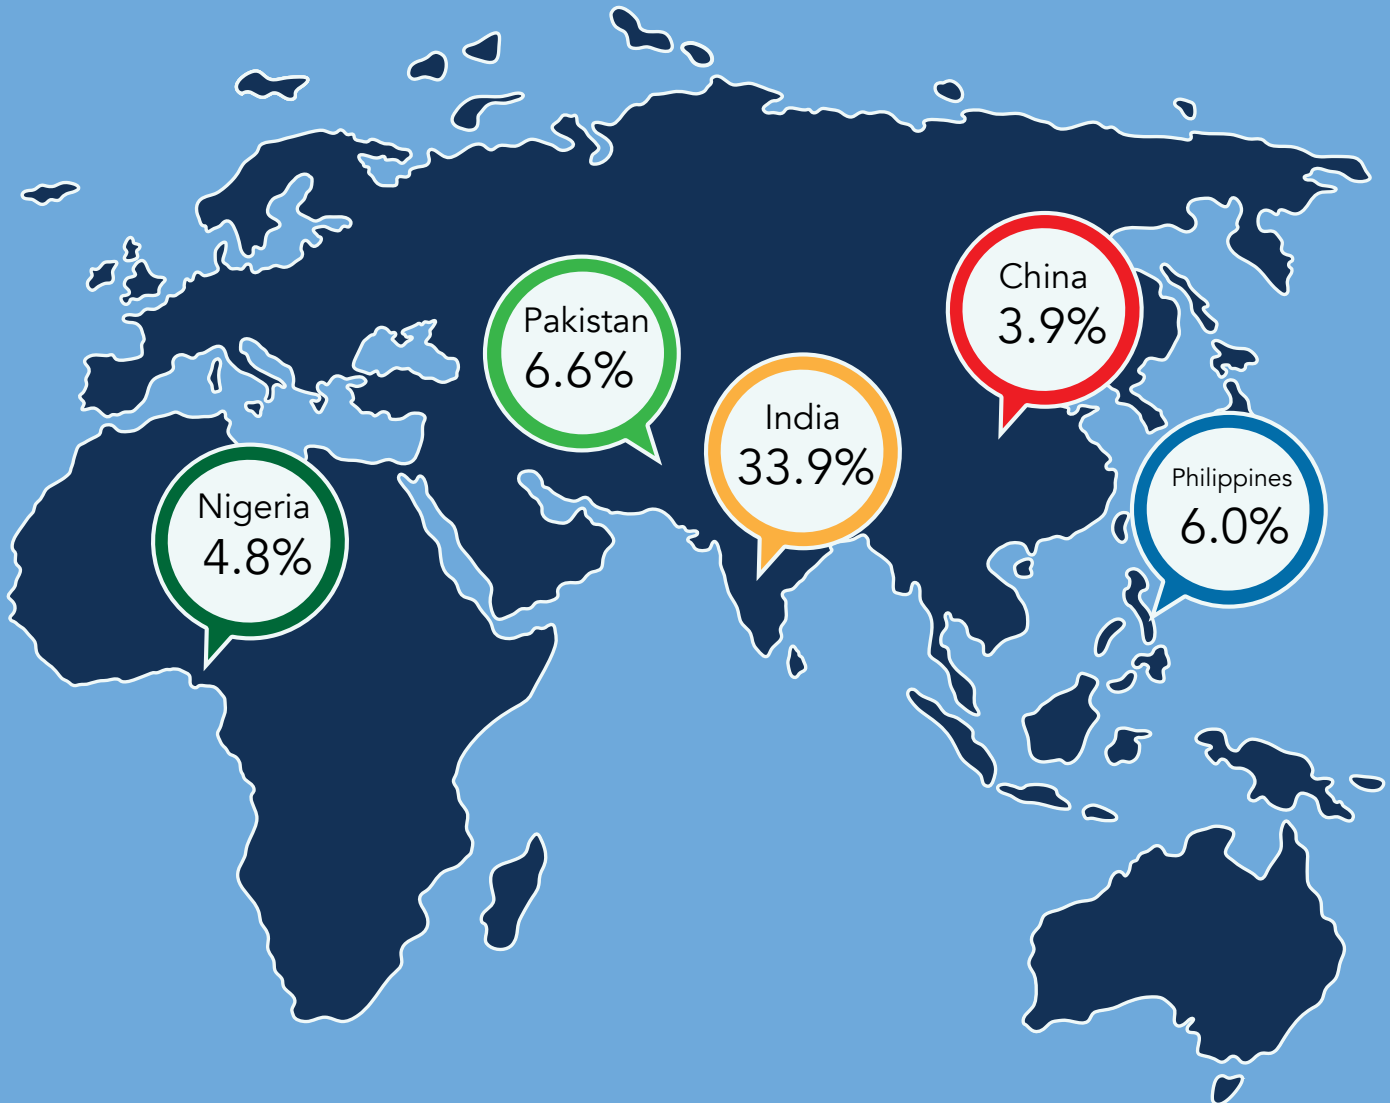 China
3.9%
Pakistan
6.6%
India
33.9%
Philippines
6.0%
Nigeria
4.8%